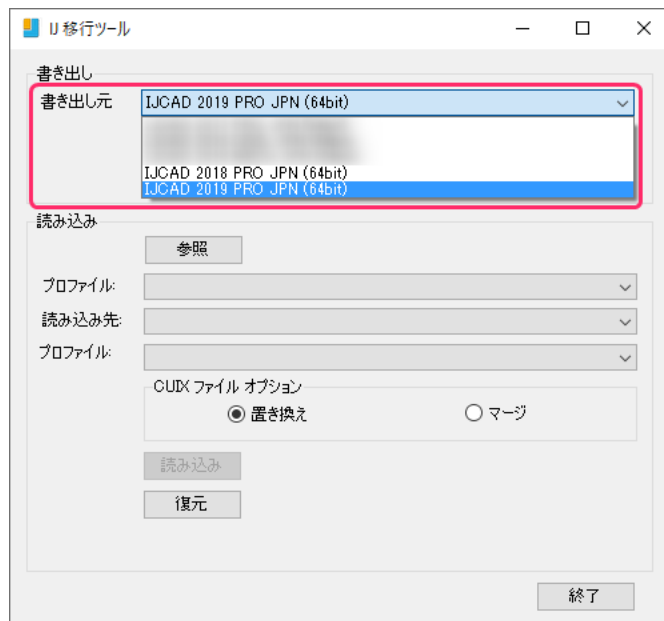 IJ 移行ツール
書き出し
書き出し元 IJCAD 2019 PRO JPN (64bit)
IJCAD 2018 PRO JPN (64bit)
IJCAD 2019 PRO JPN (64bit)
読み込み
参照
プロファイル:
読み込み先:
プロファイル:
CUIX ファイル オプション
置き換え マージ
読み込み
復元
終了